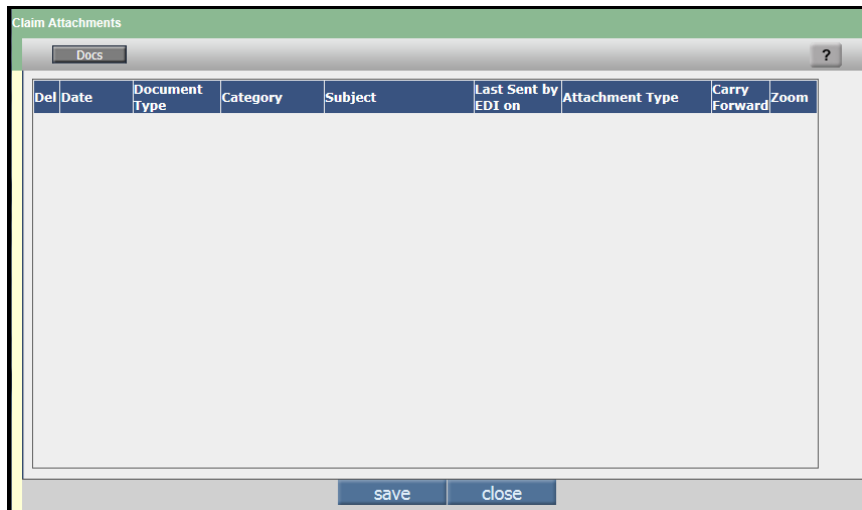 Claim Attachments
Docs
?
Del Date Document Type Category Subject Last Sent by EDI on Attachment Type Carry Forward Zoom
save close